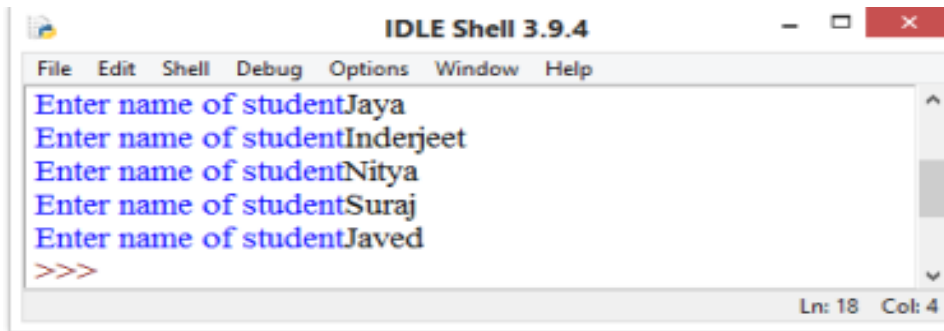 IDLE Shell 3.9.4
File Edit Shell Debug Options Window Help
Enter name of studentJaya
Enter name of studentInderjeet
Enter name of studentNitya
Enter name of studentSuraj
Enter name of studentJaved
>>>
Ln: 18 Col: 4